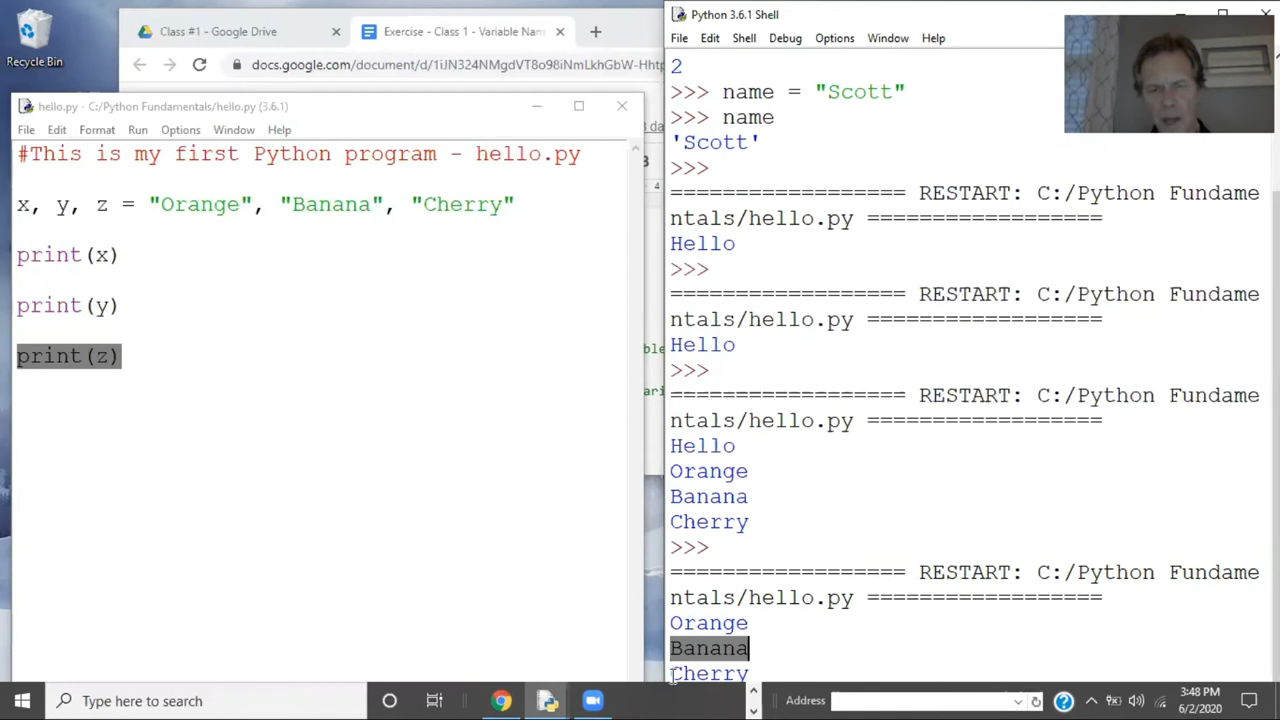 Recycle Bin
Class #1 - Google Drive
Exercise - Class 1 - Variable Nam
docs.google.com/document/d/1iJN324NMgdVT8o98iNmLkhGbW-Hhtp
hello.py - C:/Python Fundamentals/hello.py (3.6.1)
File Edit Format Run Options Window Help
#This is my first Python program - hello.py
x, y, z = "Orange", "Banana", "Cherry"
print(x)
print(y)
print(z)
Python 3.6.1 Shell
File Edit Shell Debug Options Window Help
2
>>> name = "Scott"
>>> name
'Scott'
>>>
================== RESTART: C:/Python Fundame
ntals/hello.py ==================
Hello
>>>
================== RESTART: C:/Python Fundame
ntals/hello.py ==================
Hello
>>>
================== RESTART: C:/Python Fundame
ntals/hello.py ==================
Hello
Orange
Banana
Cherry
>>>
================== RESTART: C:/Python Fundame
ntals/hello.py ==================
Orange
Banana
Cherry
Type here to search
Address
3:48 PM
6/2/2020